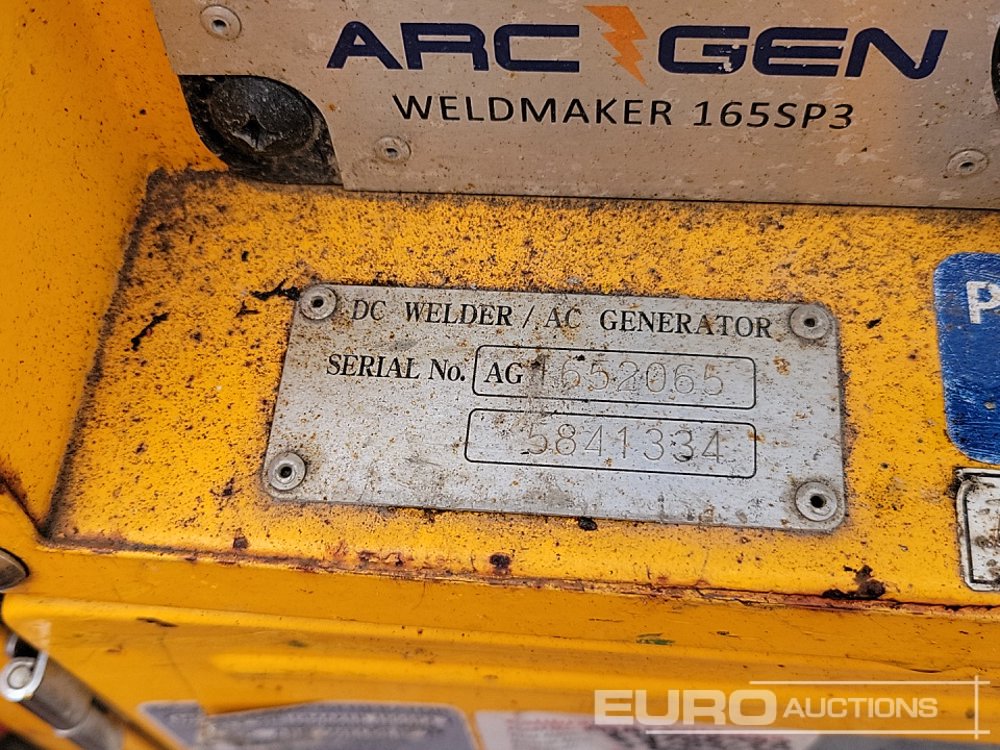 ARC GEN
WELDMAKER 165SP3
DC WELDER / AC GENERATOR
SERIAL No. AG 1652065
5841334
P
EURO AUCTIONS